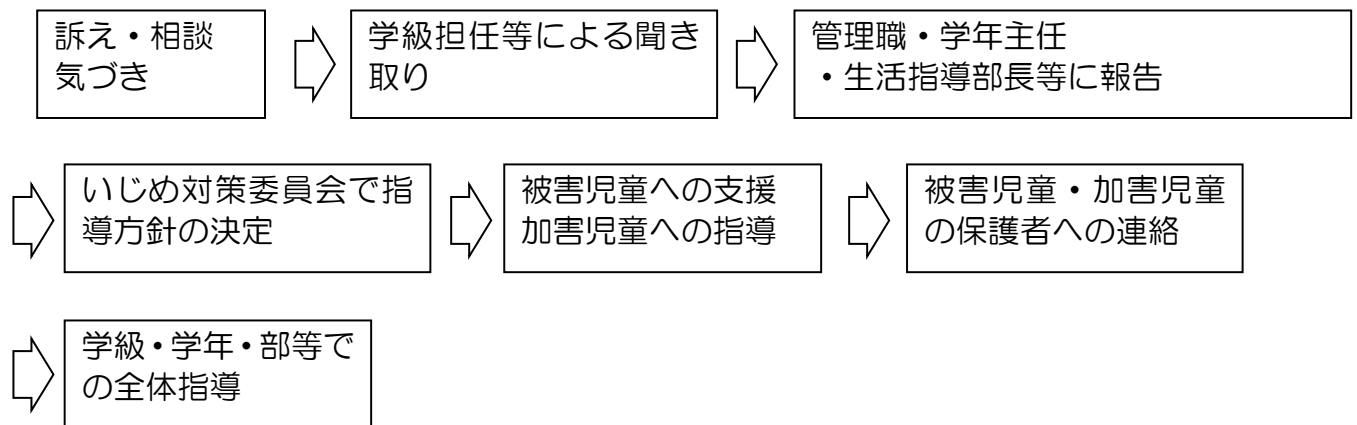 訴え・相談
気づき
学級担任等による聞き
取り
管理職・学年主任
・生活指導部長等に報告
いじめ対策委員会で指
導方針の決定
被害児童への支援
加害児童への指導
被害児童・加害児童
の保護者への連絡
学級・学年・部等で
の全体指導